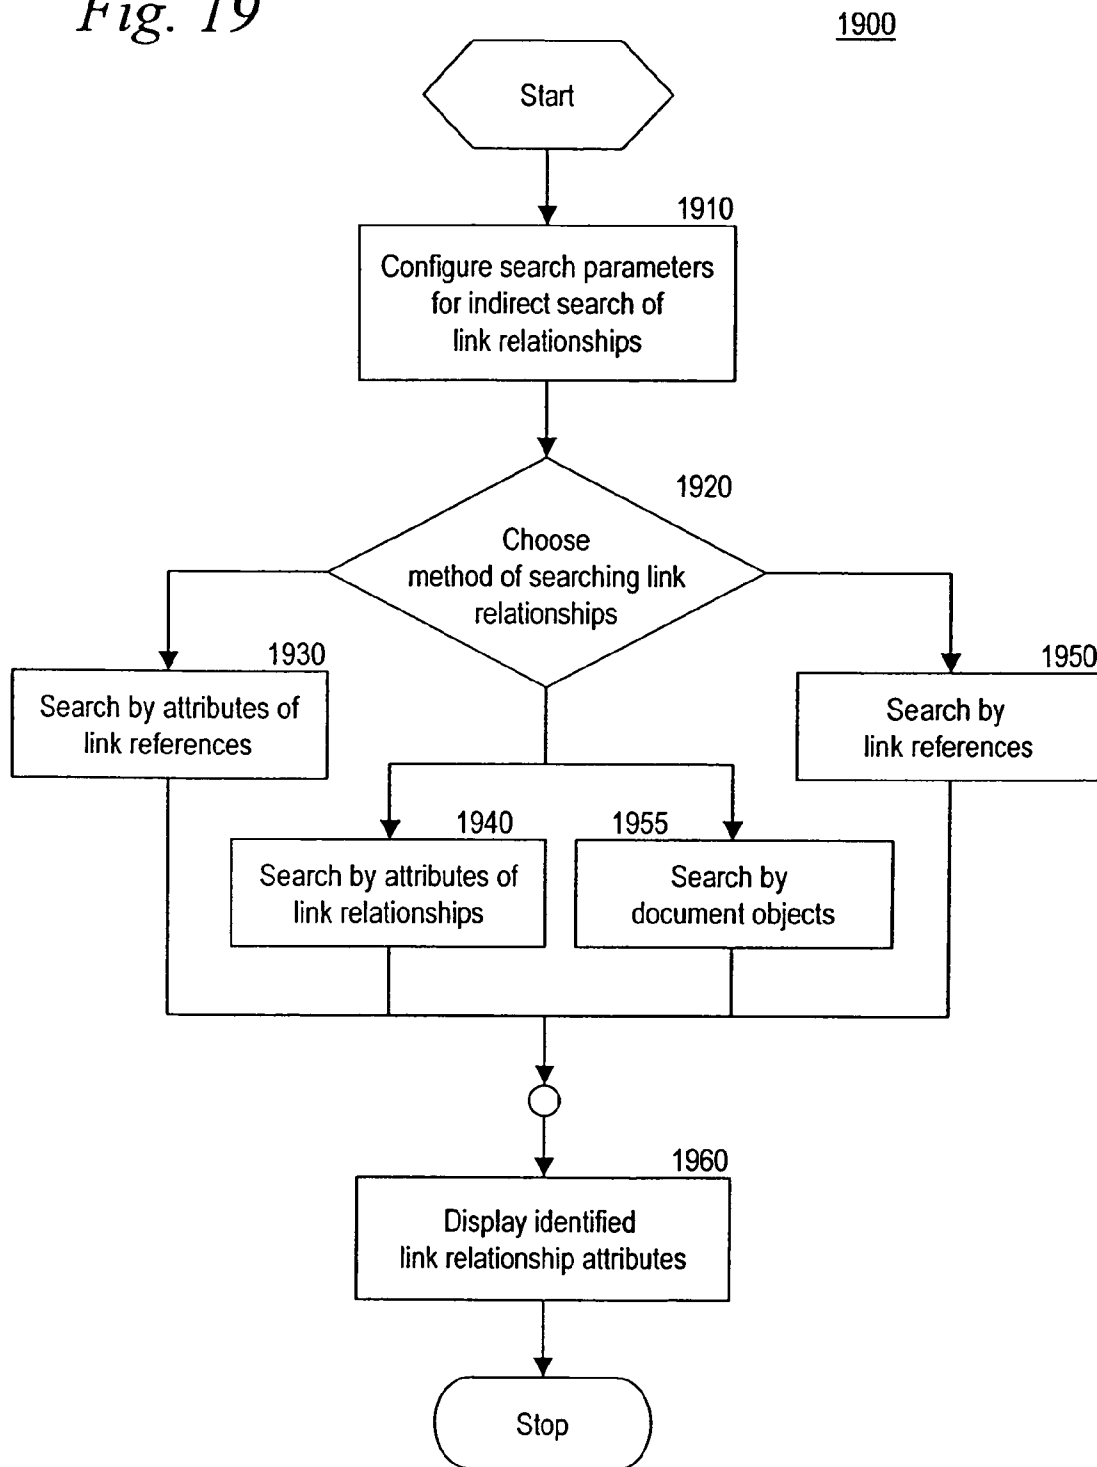 Fig. 19
1900
Start
1910
Configure search parameters
for indirect search of
link relationships
1920
Choose
method of searching link
relationships
1930
Search by attributes of
link references
1950
Search by
link references
1940
Search by attributes of
link relationships
1955
Search by
document objects
1960
Display identified
link relationship attributes
Stop